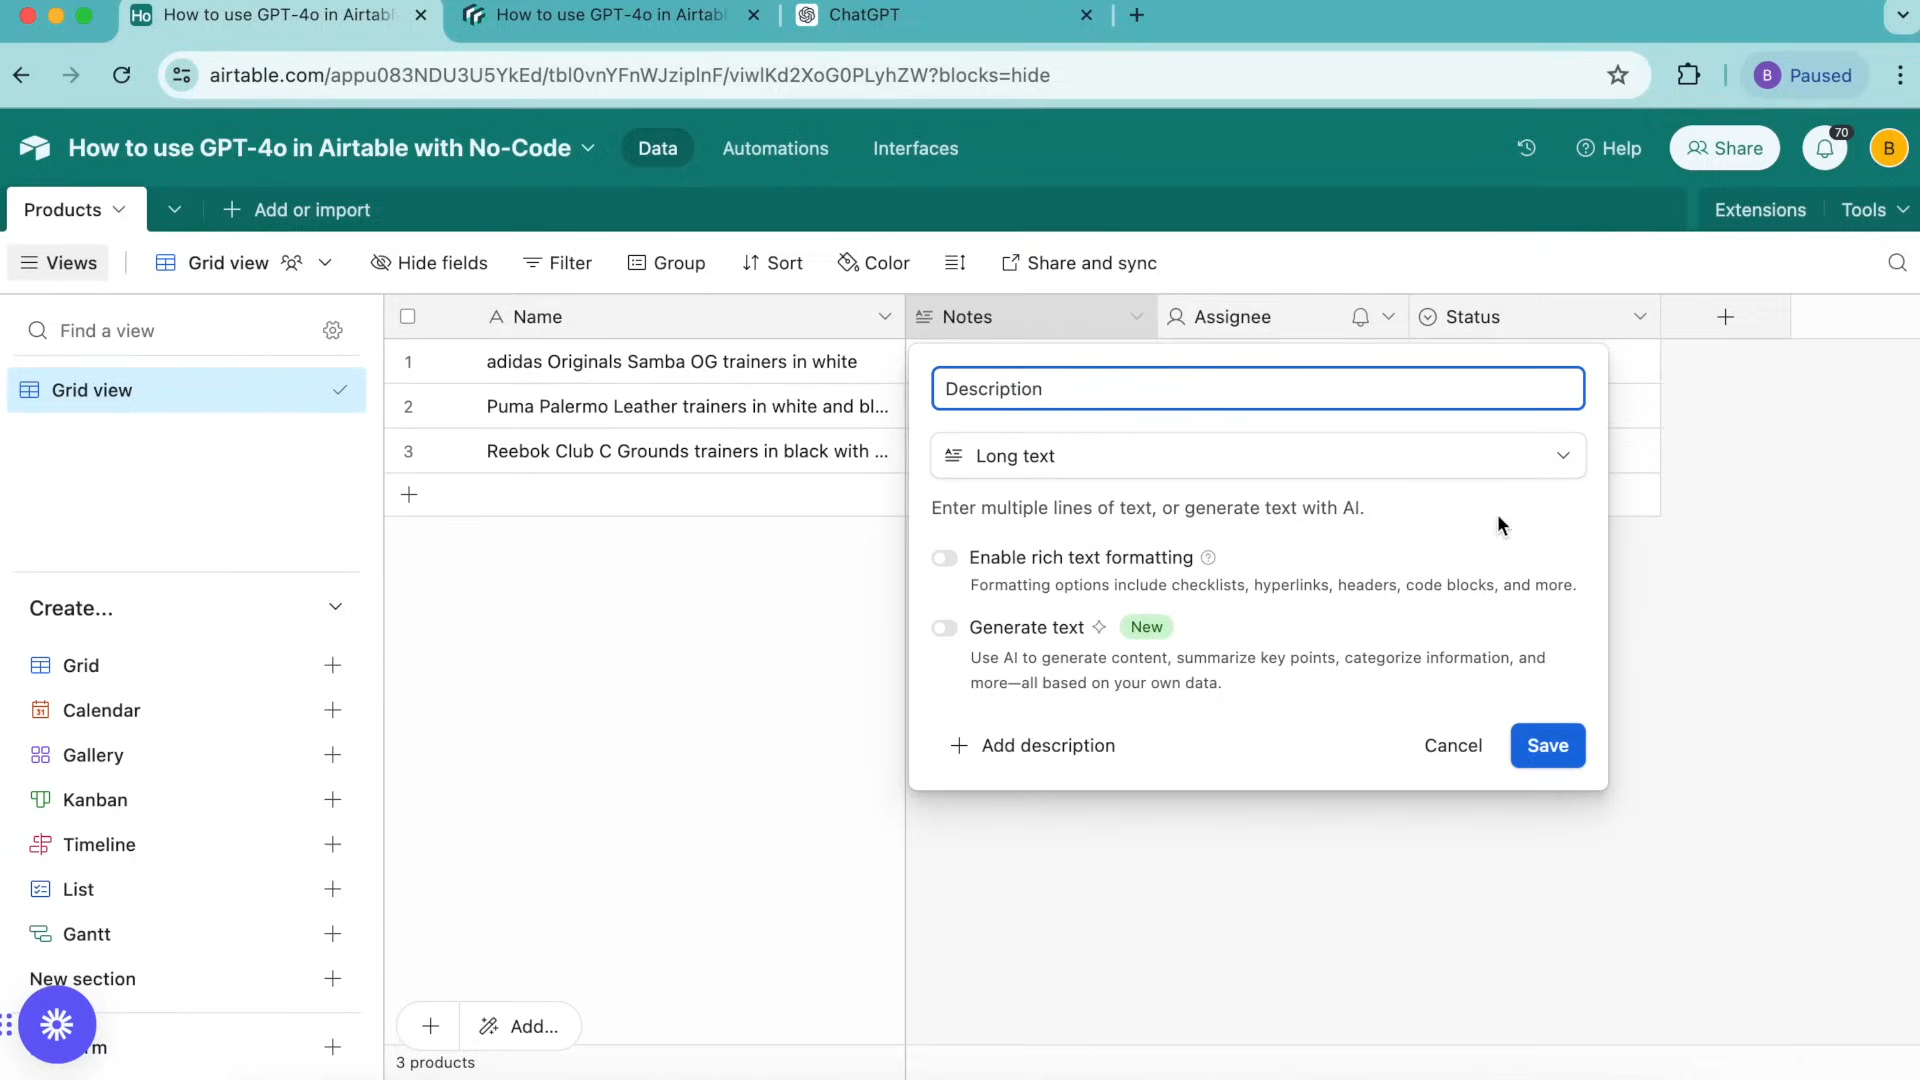 Ho How to use GPT-4o in Airtabl
How to use GPT-4o in Airtabl
ChatGPT
airtable.com/appu083NDU3U5YkEd/tbl0vnYFnWJziplnF/viwlKd2XoG0PLyhZW?blocks=hide
B Paused
How to use GPT-4o in Airtable with No-Code
Data
Automations
Interfaces
Help
Share
70
B
Products
Add or import
Extensions
Tools
Views
Grid view
Hide fields
Filter
Group
Sort
Color
Share and sync
Find a view
Grid view
Name
Notes
Assignee
Status
1 adidas Originals Samba OG trainers in white
2 Puma Palermo Leather trainers in white and bl...
3 Reebok Club C Grounds trainers in black with ...
Description
Long text
Enter multiple lines of text, or generate text with AI.
Enable rich text formatting
Formatting options include checklists, hyperlinks, headers, code blocks, and more.
Generate text New
Use AI to generate content, summarize key points, categorize information, and
more—all based on your own data.
Add description
Cancel
Save
Create...
Grid
31 Calendar
Gallery
Kanban
Timeline
List
Gantt
New section
Add...
3 products